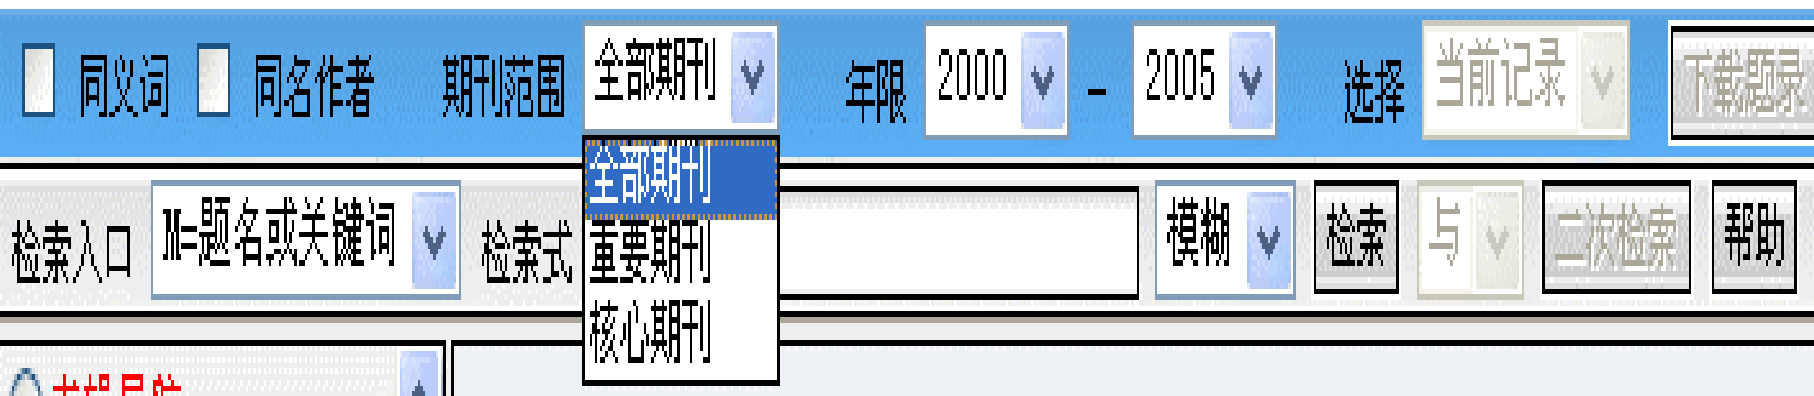 同义词 同名作者 期刊范围 全部期刊 年限 2000 - 2005 选择 当前记录 下载题录
全部期刊
检索入口 M=题名或关键词 检索式 重要期刊 模糊 检索 与 二次检索 帮助
核心期刊